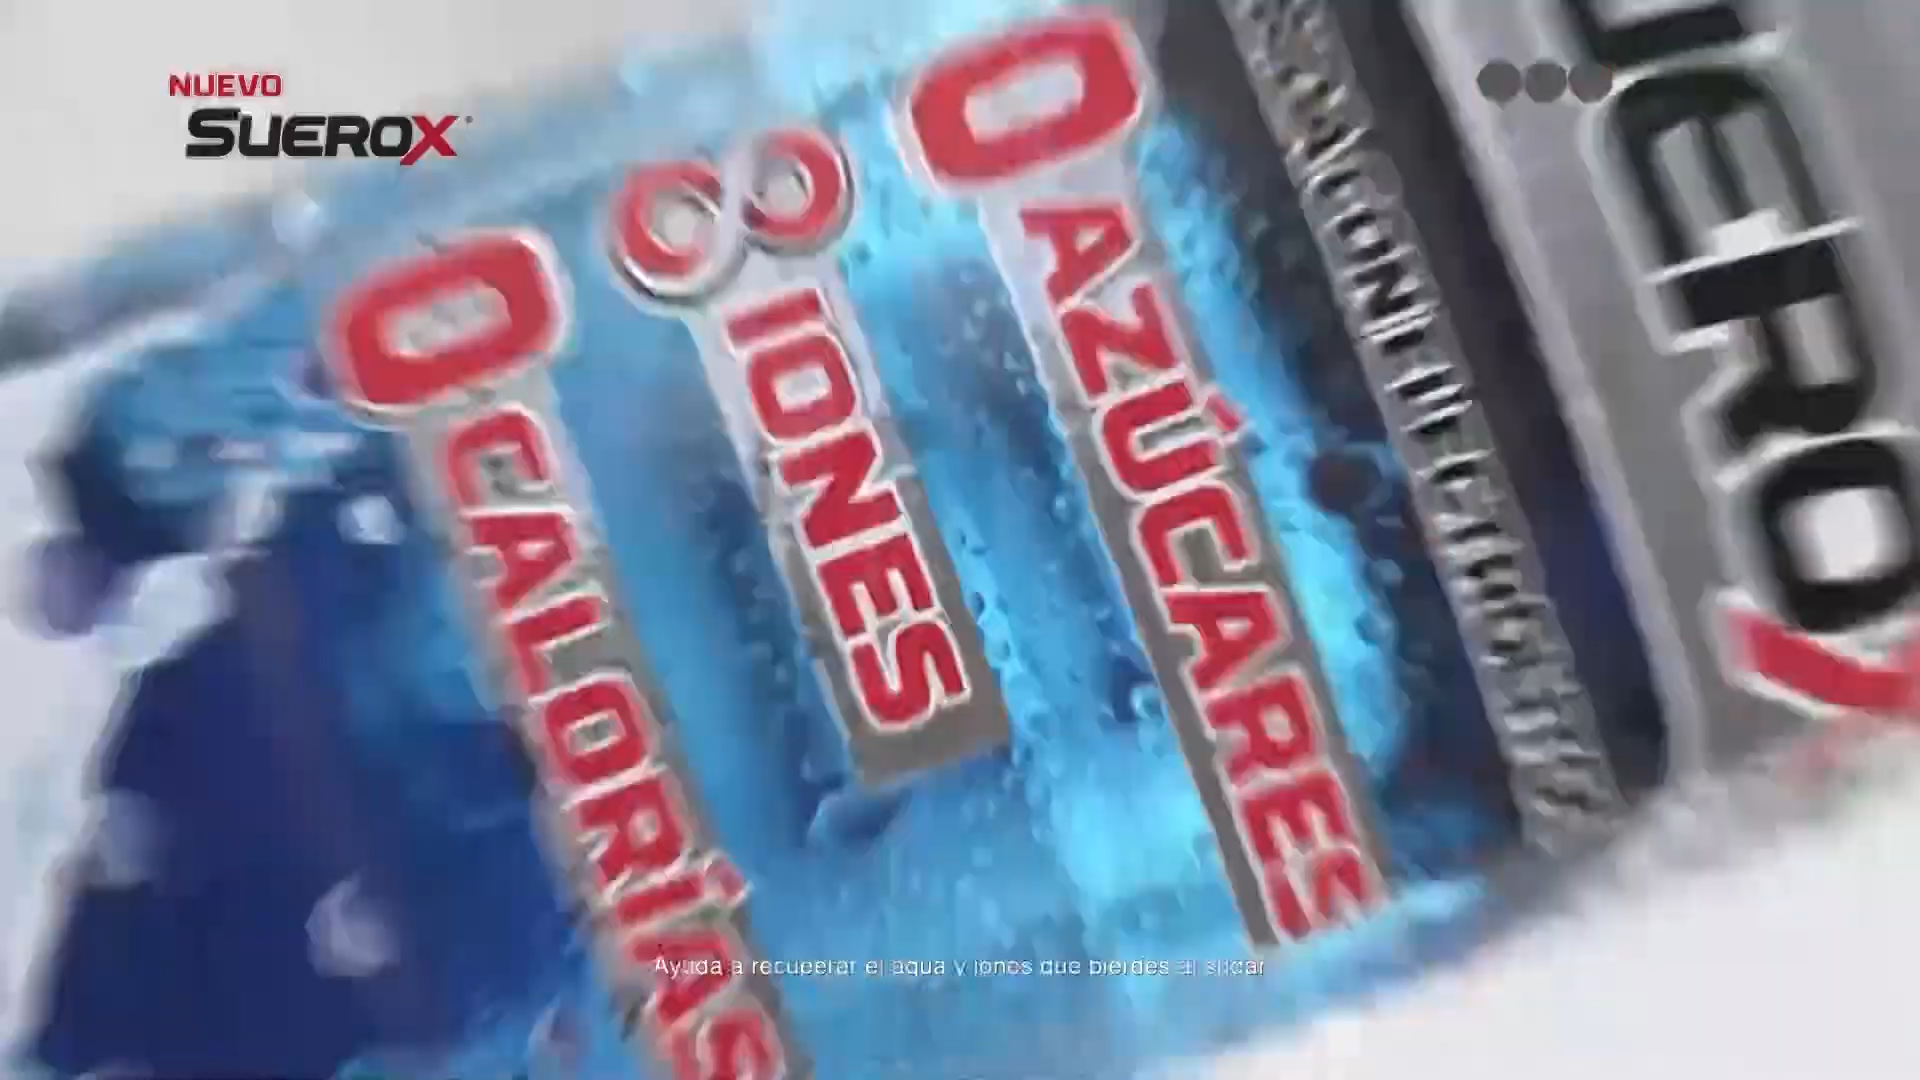 NUEVO
SUEROX
0 AZÚCARES
8 IONES
0 CALORÍAS
Ayuda a recuperar el agua y iones que pierdes al sudar